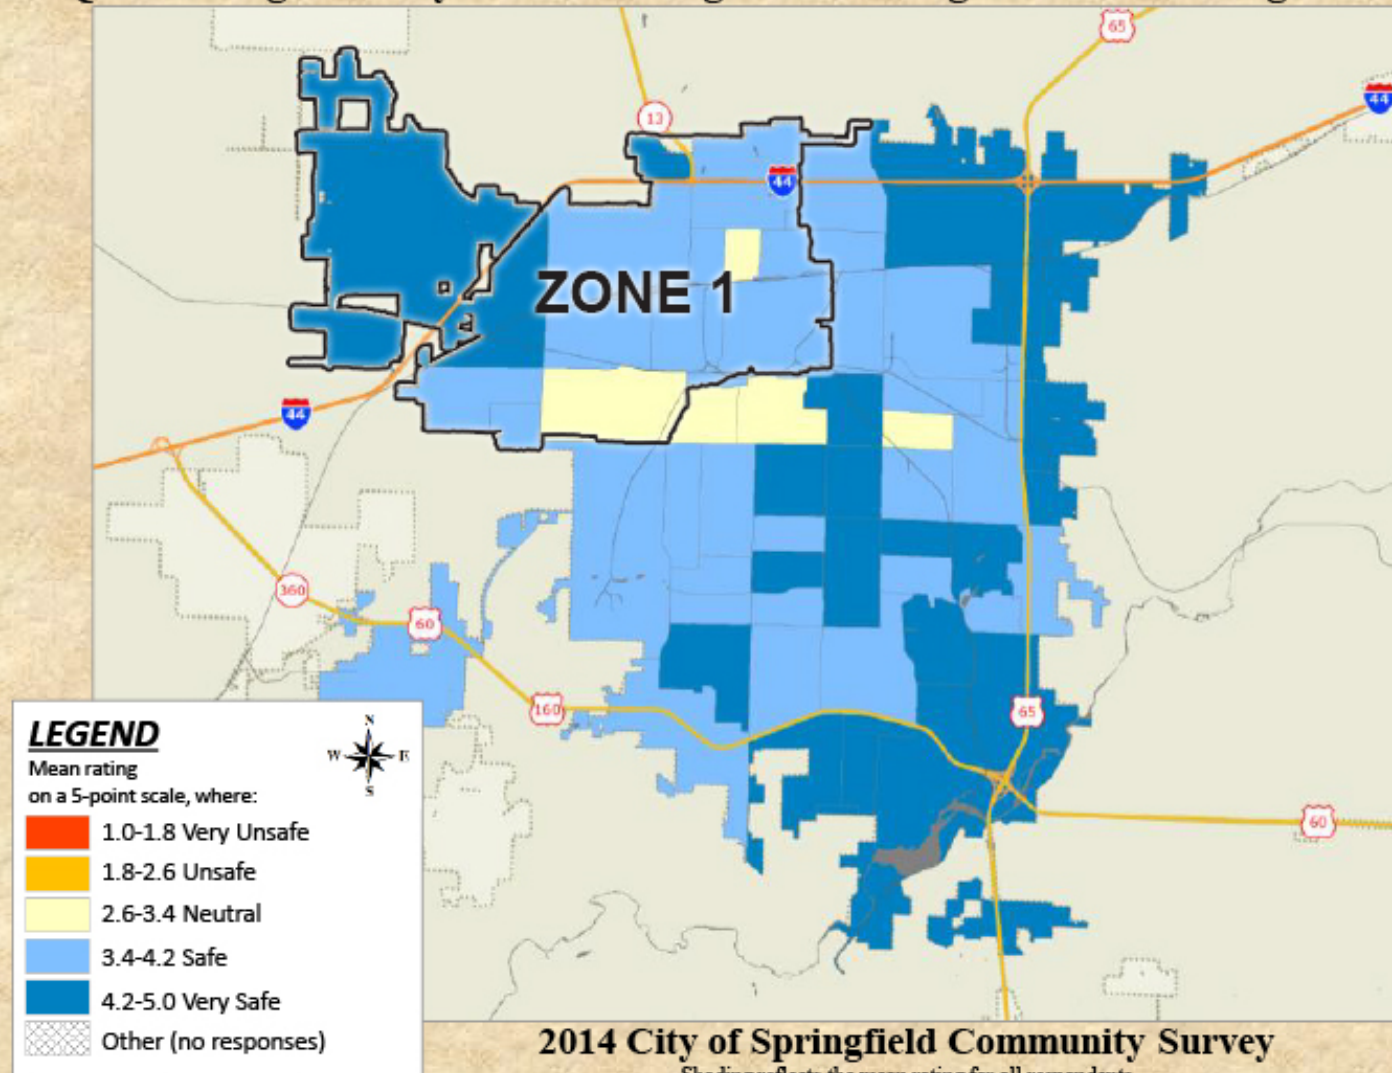 65
44
13
44
ZONE 1
44
360
60
160
65
60
LEGEND
N
W E
S
Mean rating
on a 5-point scale, where:
1.0-1.8 Very Unsafe
1.8-2.6 Unsafe
2.6-3.4 Neutral
3.4-4.2 Safe
4.2-5.0 Very Safe
Other (no responses)
2014 City of Springfield Community Survey